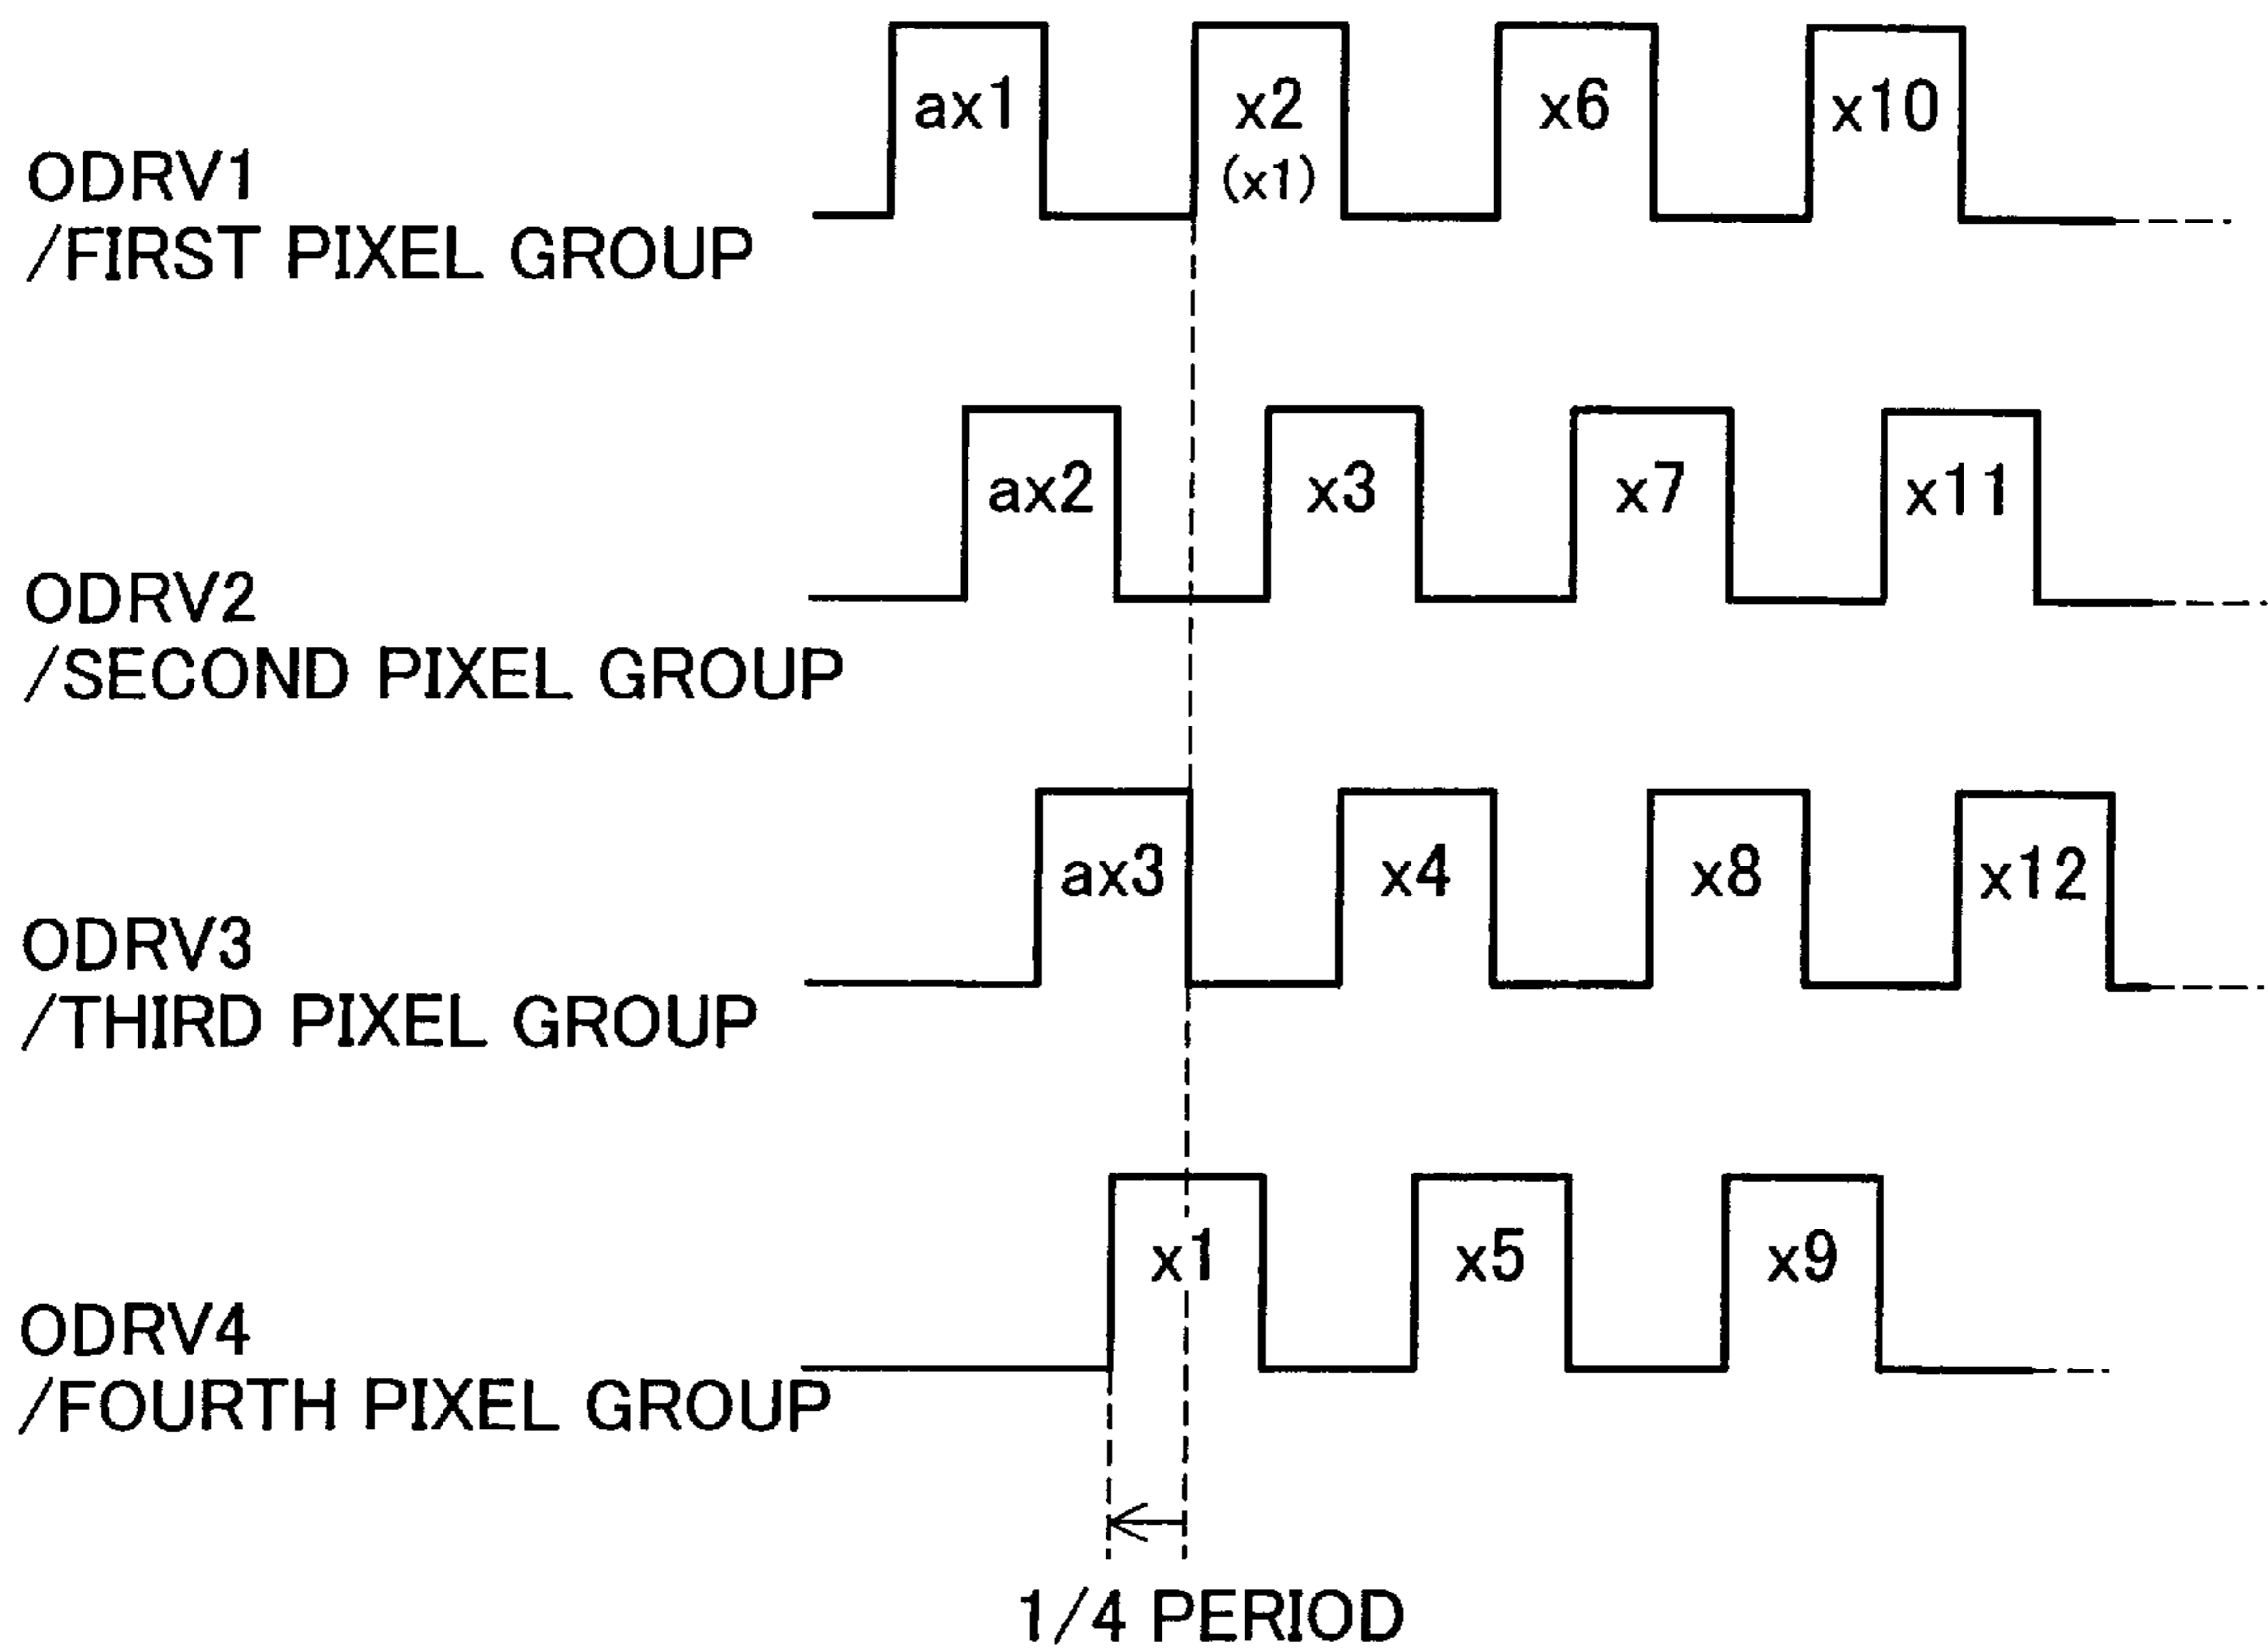 ax1 x2 x6 x10
(x1)
ODRV1
/FIRST PIXEL GROUP
ax2 x3 x7 x11
ODRV2
/SECOND PIXEL GROUP
ax3 x4 x8 x12
ODRV3
/THIRD PIXEL GROUP
x1 x5 x9
ODRV4
/FOURTH PIXEL GROUP
1/4 PERIOD